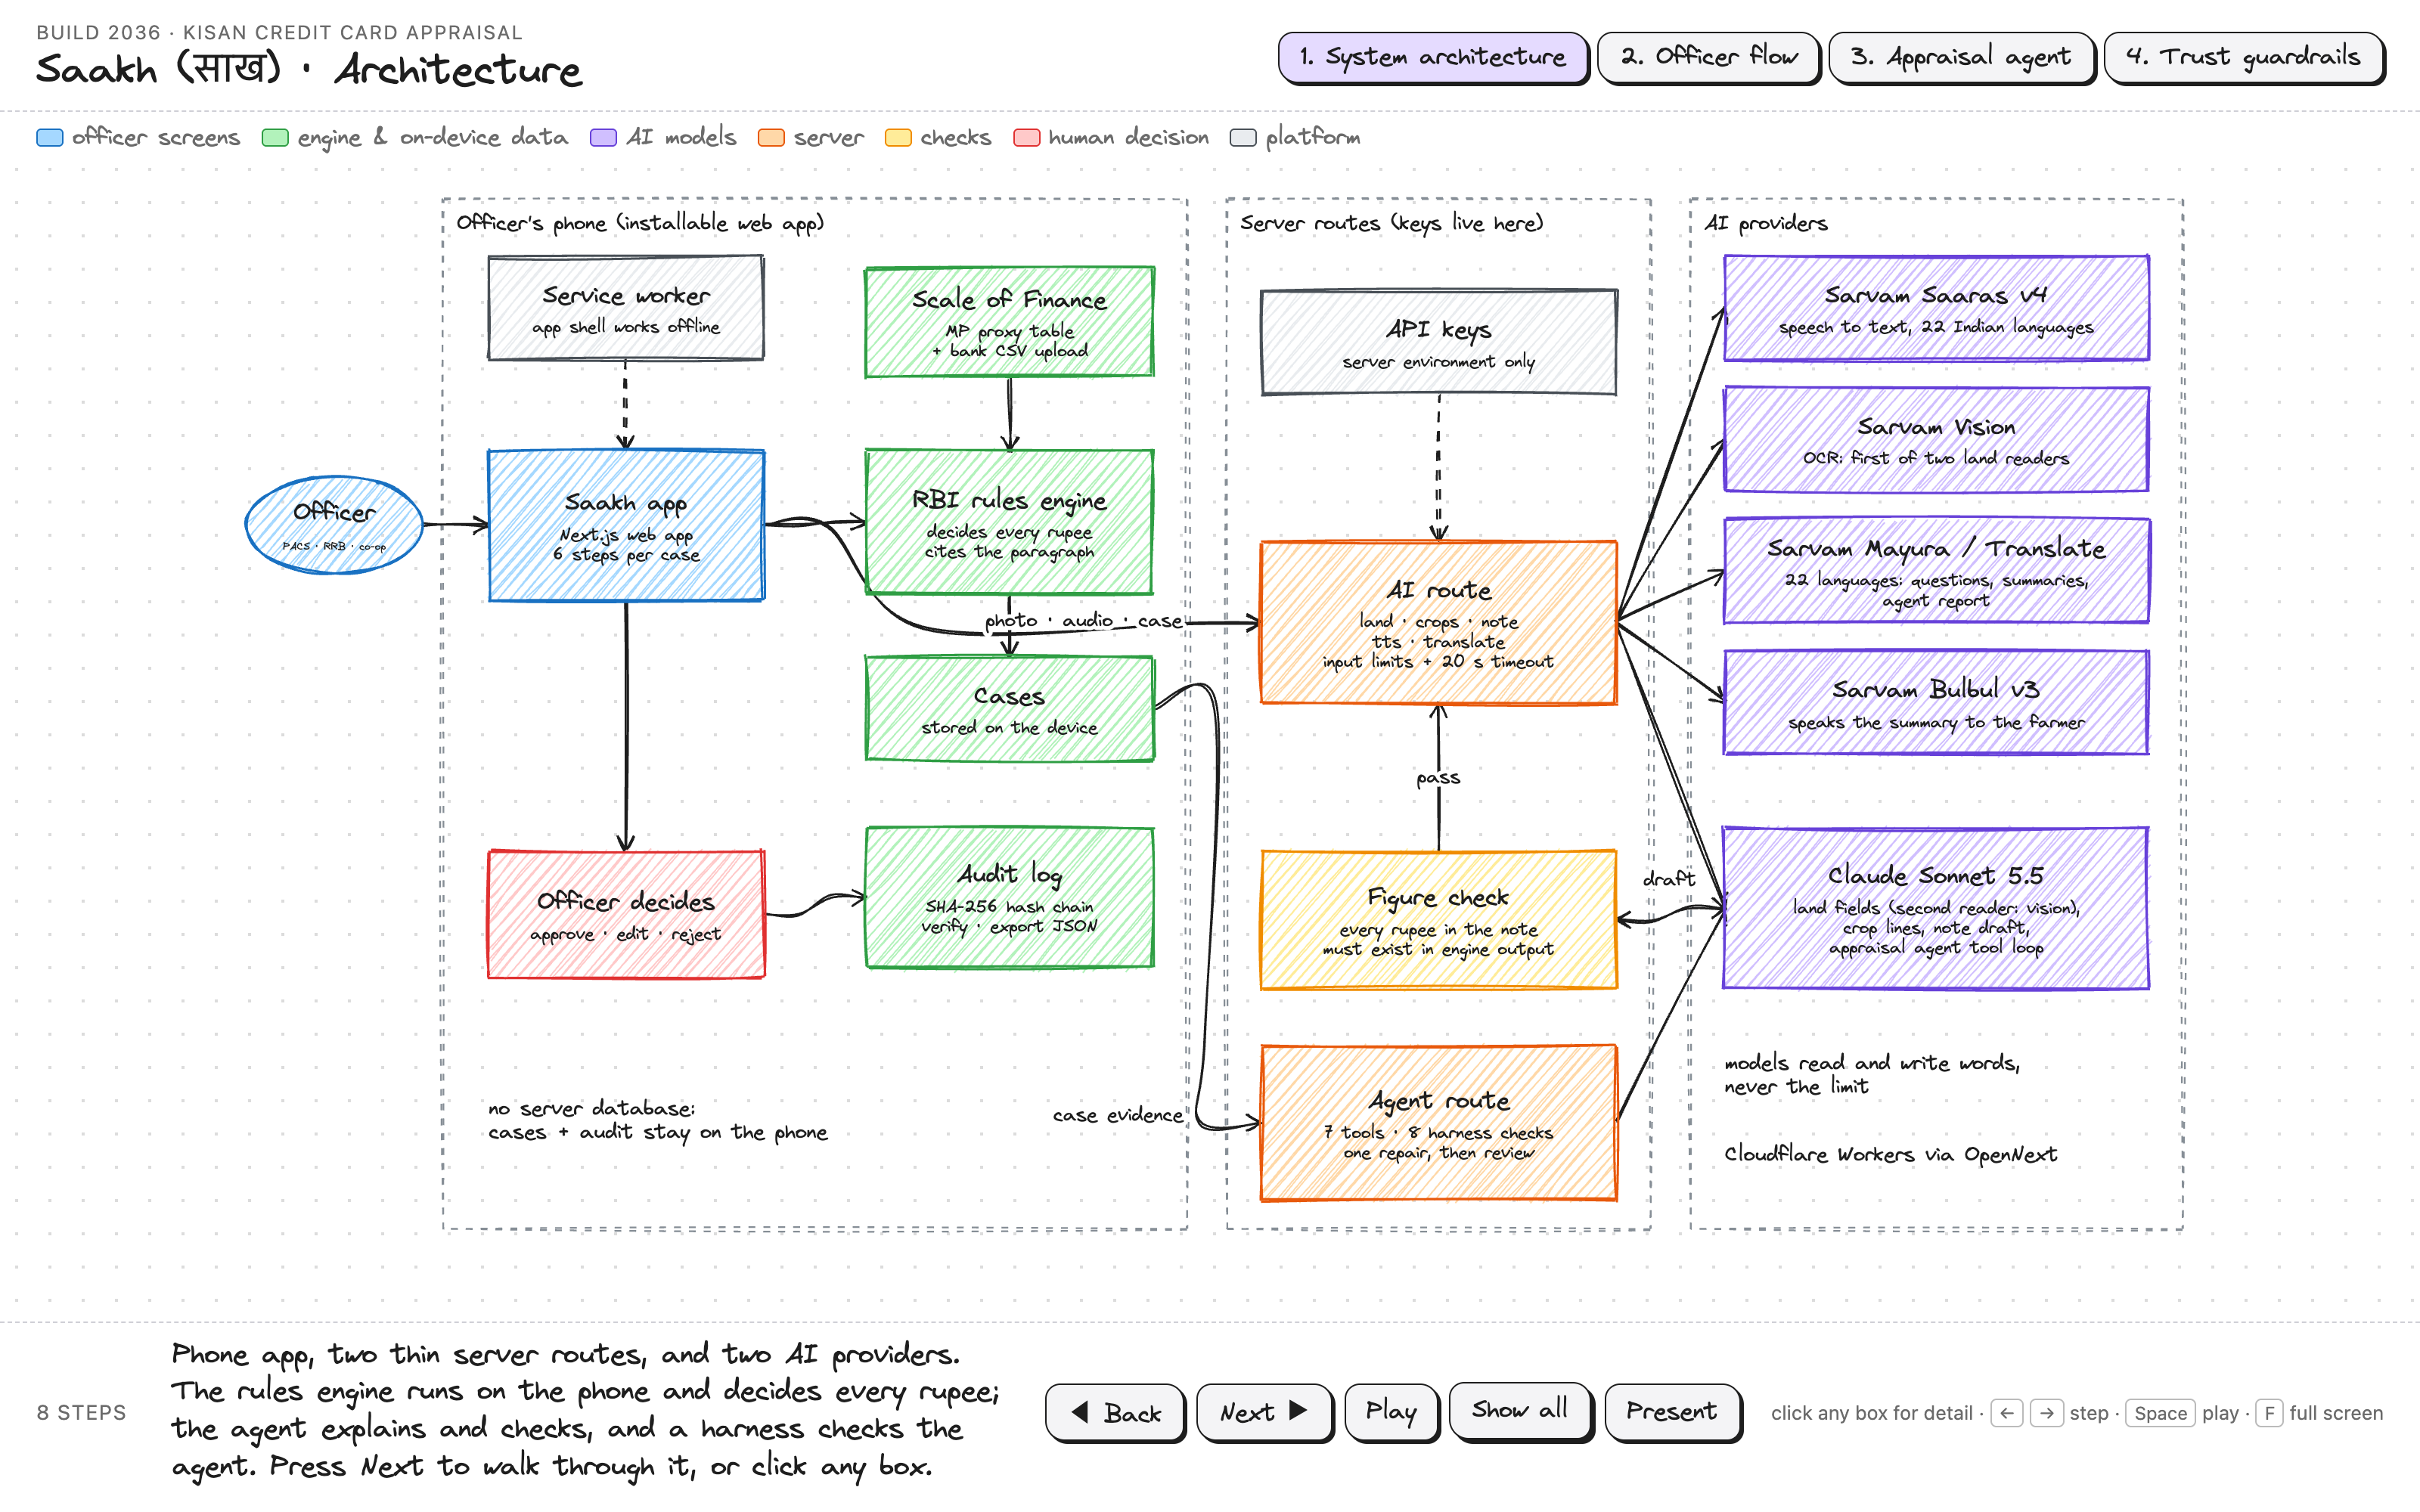 BUILD 2036 · KISAN CREDIT CARD APPRAISAL
Saakh (साख) · Architecture
1. System architecture
2. Officer flow
3. Appraisal agent
4. Trust guardrails
officer screens
engine & on-device data
AI models
server
checks
human decision
platform
Officer's phone (installable web app)
Service worker
app shell works offline
Scale of Finance
MP proxy table
+ bank CSV upload
Officer
PACS · RRB · co-op
Saakh app
Next.js web app
6 steps per case
RBI rules engine
decides every rupee
cites the paragraph
photo · audio · case
Cases
stored on the device
Officer decides
approve · edit · reject
Audit log
SHA-256 hash chain
verify · export JSON
no server database:
cases + audit stay on the phone
case evidence
Server routes (keys live here)
API keys
server environment only
AI route
land · crops · note
tts · translate
input limits + 20 s timeout
pass
Figure check
every rupee in the note
must exist in engine output
draft
Agent route
7 tools · 8 harness checks
one repair, then review
AI providers
Sarvam Saaras v4
speech to text, 22 Indian languages
Sarvam Vision
OCR: first of two land readers
Sarvam Mayura / Translate
22 languages: questions, summaries,
agent report
Sarvam Bulbul v3
speaks the summary to the farmer
Claude Sonnet 5.5
land fields (second reader: vision),
crop lines, note draft,
appraisal agent tool loop
models read and write words,
never the limit
Cloudflare Workers via OpenNext
8 STEPS
Phone app, two thin server routes, and two AI providers.
The rules engine runs on the phone and decides every rupee;
the agent explains and checks, and a harness checks the
agent. Press Next to walk through it, or click any box.
◀ Back
Next ▶
Play
Show all
Present
click any box for detail · ← → step · Space play · F full screen